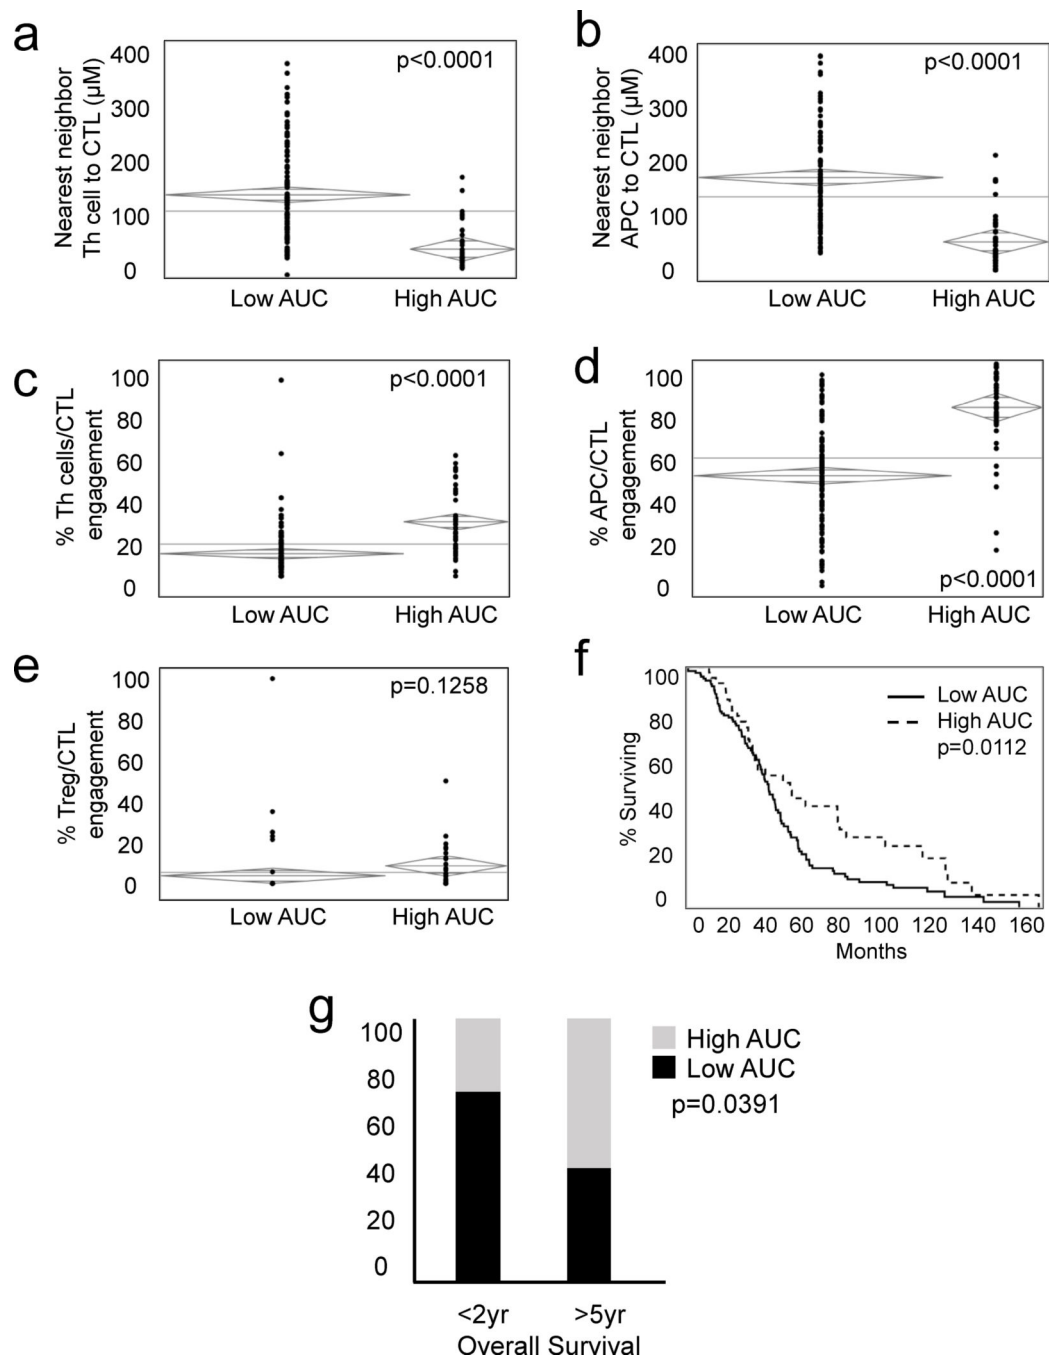 a
Nearest neighbor
Th cell to CTL (µM)
400
300
200
100
0
p<0.0001
Low AUC
High AUC
b
Nearest neighbor
APC to CTL (µM)
400
300
200
100
0
p<0.0001
Low AUC
High AUC
c
% Th cells/CTL
engagement
100
80
60
40
20
0
p<0.0001
Low AUC
High AUC
d
% APC/CTL
engagement
100
80
60
40
20
0
p<0.0001
Low AUC
High AUC
e
% Treg/CTL
engagement
100
80
60
40
20
0
p=0.1258
Low AUC
High AUC
f
% Surviving
100
80
60
40
20
0
Low AUC
High AUC
p=0.0112
0 20 40 60 80 100 120 140 160
Months
g
100
80
60
40
20
0
High AUC
Low AUC
p=0.0391
<2yr >5yr
Overall Survival